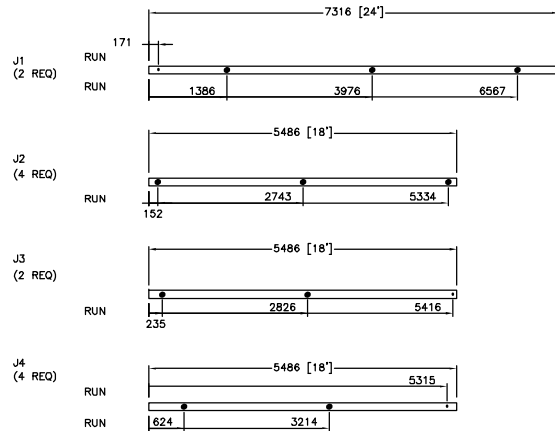 7316 [24']
171
RUN
J1
(2 REQ)
RUN
1386
3976
6567
5486 [18']
J2
(4 REQ)
RUN
2743
5334
152
5486 [18']
J3
(2 REQ)
RUN
2826
5416
235
5486 [18']
J4
(4 REQ)
RUN
5315
RUN
624
3214